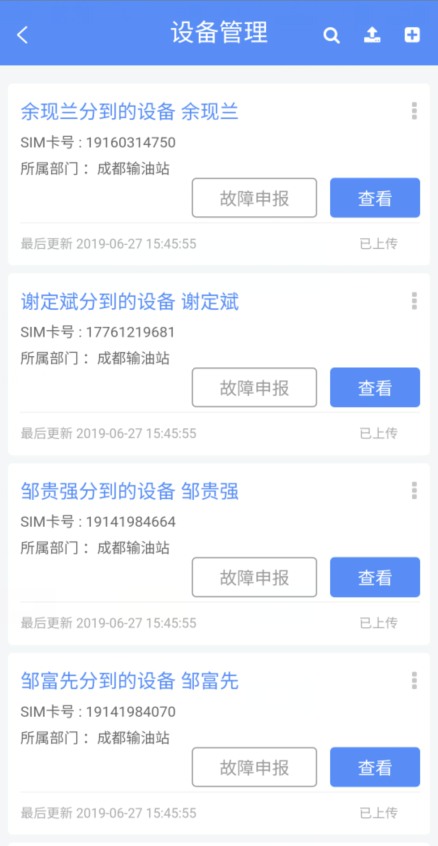 设备管理
余现兰分到的设备 余现兰
SIM卡号 : 19160314750
所属部门 : 成都输油站
故障申报 查看
最后更新 2019-06-27 15:45:55 已上传
谢定斌分到的设备 谢定斌
SIM卡号 : 17761219681
所属部门 : 成都输油站
故障申报 查看
最后更新 2019-06-27 15:45:55 已上传
邹贵强分到的设备 邹贵强
SIM卡号 : 19141984664
所属部门 : 成都输油站
故障申报 查看
最后更新 2019-06-27 15:45:55 已上传
邹富先分到的设备 邹富先
SIM卡号 : 19141984070
所属部门 : 成都输油站
故障申报 查看
最后更新 2019-06-27 15:45:55 已上传